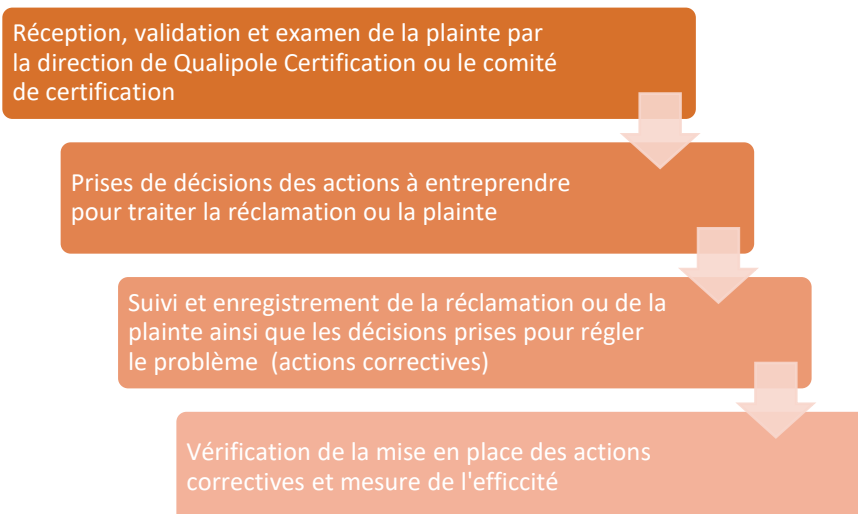 Réception, validation et examen de la plainte par
la direction de Qualipole Certification ou le comité
de certification
Prises de décisions des actions à entreprendre
pour traiter la réclamation ou la plainte
Suivi et enregistrement de la réclamation ou de la
plainte ainsi que les décisions prises pour régler
le problème  (actions correctives)
Vérification de la mise en place des actions
correctives et mesure de l'efficcité